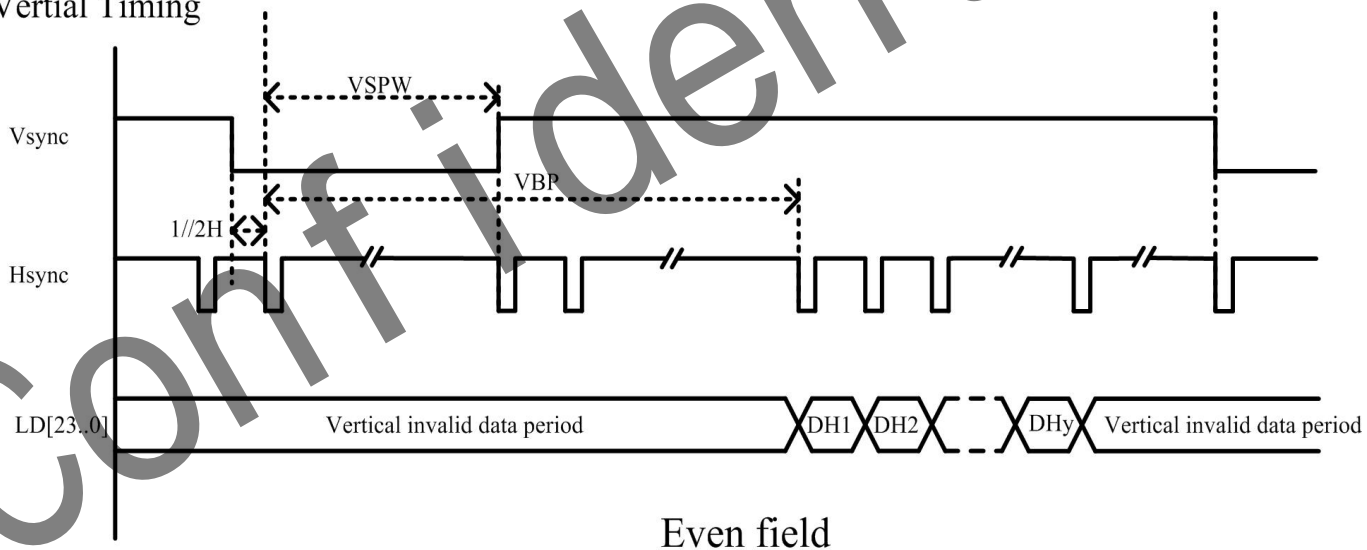 Vertial Timing
VSPW
Vsync
VBP
1//2H
Hsync
LD[23..0]
Vertical invalid data period
DH1
DH2
DHy
Vertical invalid data period
Even field
Confiden